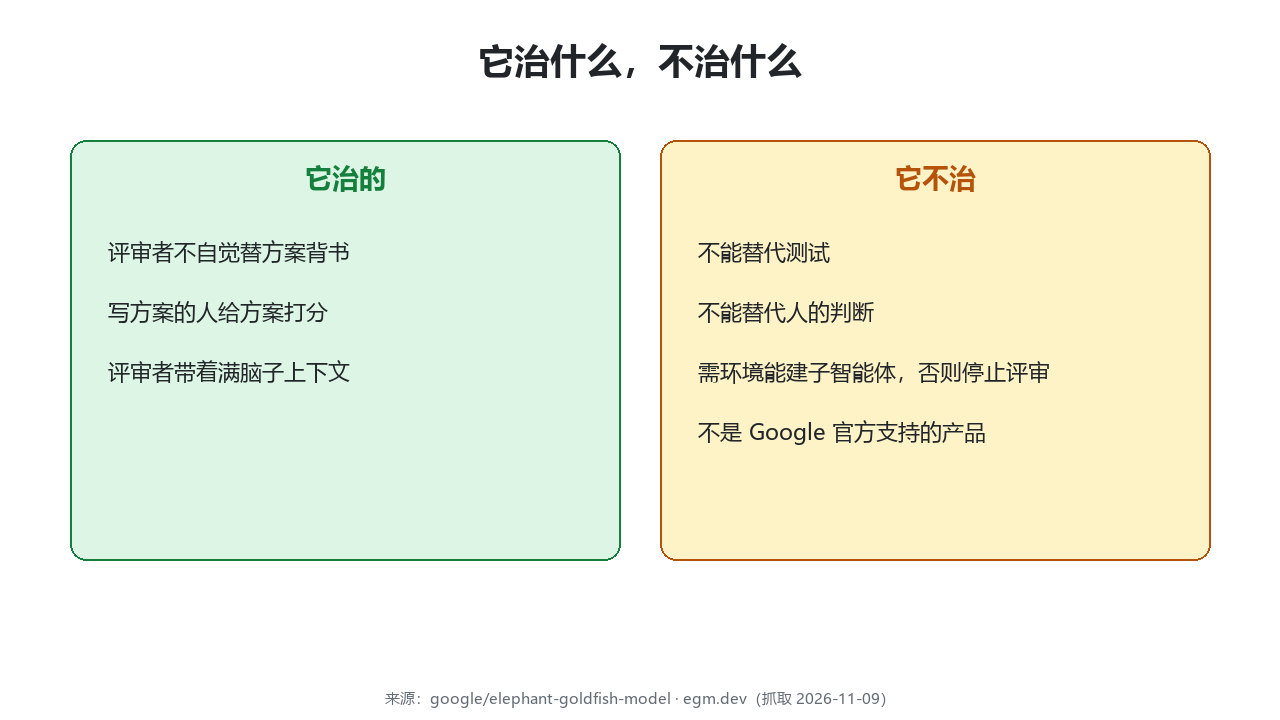 它治什么，不治什么
它治的
评审者不自觉替方案背书
写方案的人给方案打分
评审者带着满脑子上下文
它不治
不能替代测试
不能替代人的判断
需环境能建子智能体，否则停止评审
不是 Google 官方支持的产品
来源：google/elephant-goldfish-model · egm.dev（抓取 2026-11-09）